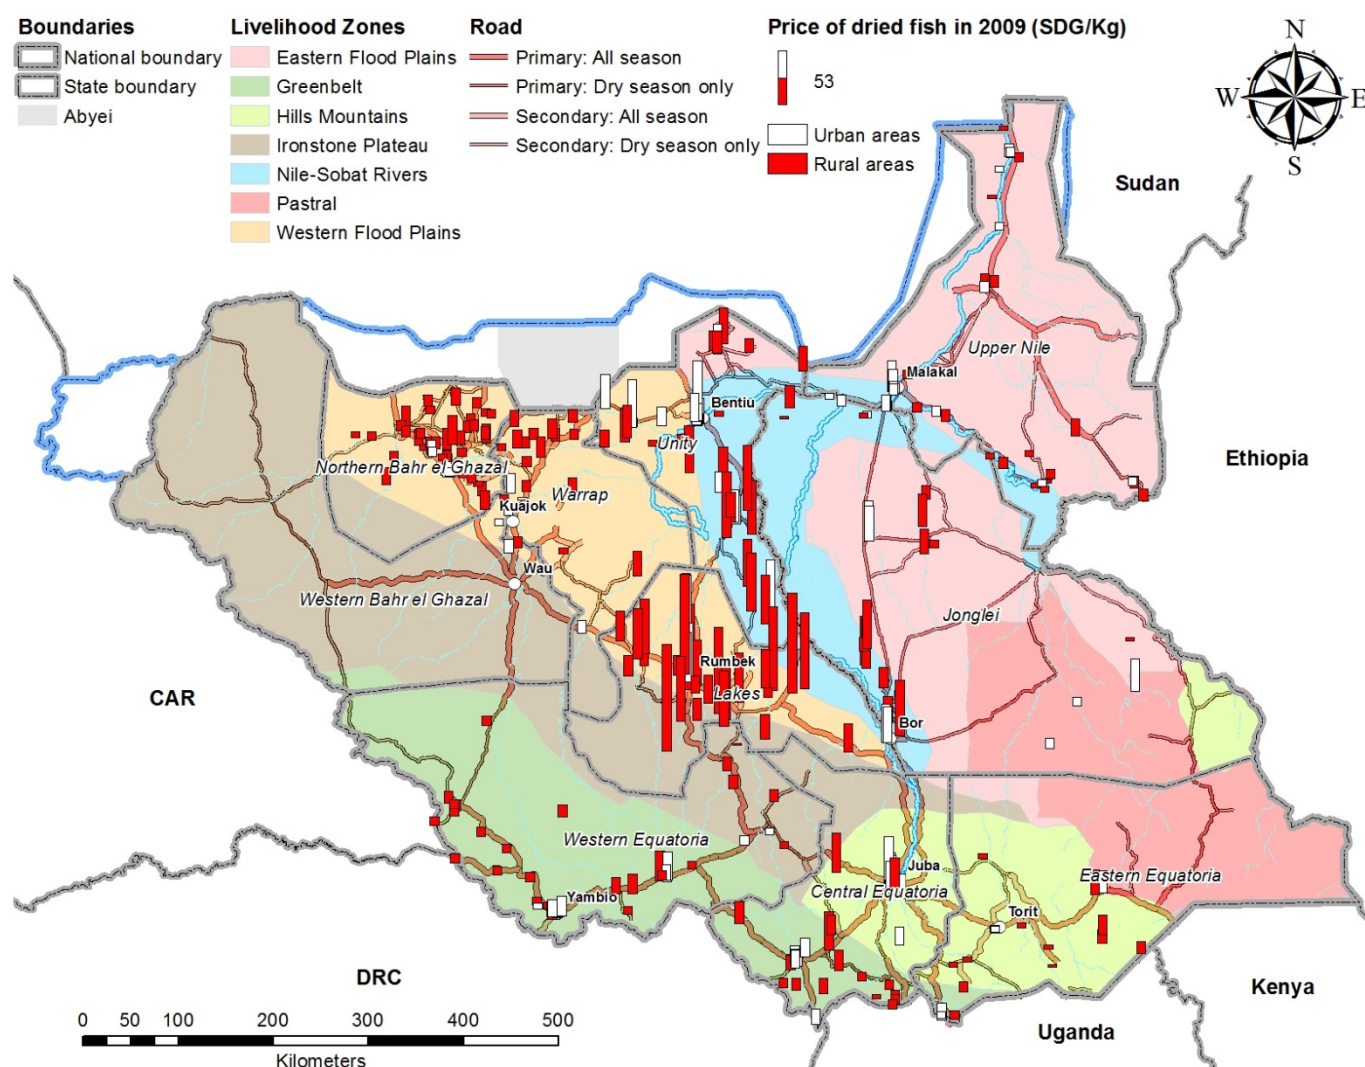 Boundaries
National boundary
State boundary
Abyei
Livelihood Zones
Eastern Flood Plains
Greenbelt
Hills Mountains
Ironstone Plateau
Nile-Sobat Rivers
Pastral
Western Flood Plains
Road
Primary: All season
Primary: Dry season only
Secondary: All season
Secondary: Dry season only
Price of dried fish in 2009 (SDG/Kg)
53
Urban areas
Rural areas
N
W E
S
Sudan
Upper Nile
Malakal
Bentiu
Unity
Ethiopia
Northern Bahr el Ghazal
Warrap
Kuajok
Wau
Western Bahr el Ghazal
Jonglei
Rumbek
Lakes
CAR
Bor
Western Equatoria
Juba
Eastern Equatoria
Central Equatoria
Yambio
Torit
DRC
Kenya
Uganda
0 50 100 200 300 400 500
Kilometers